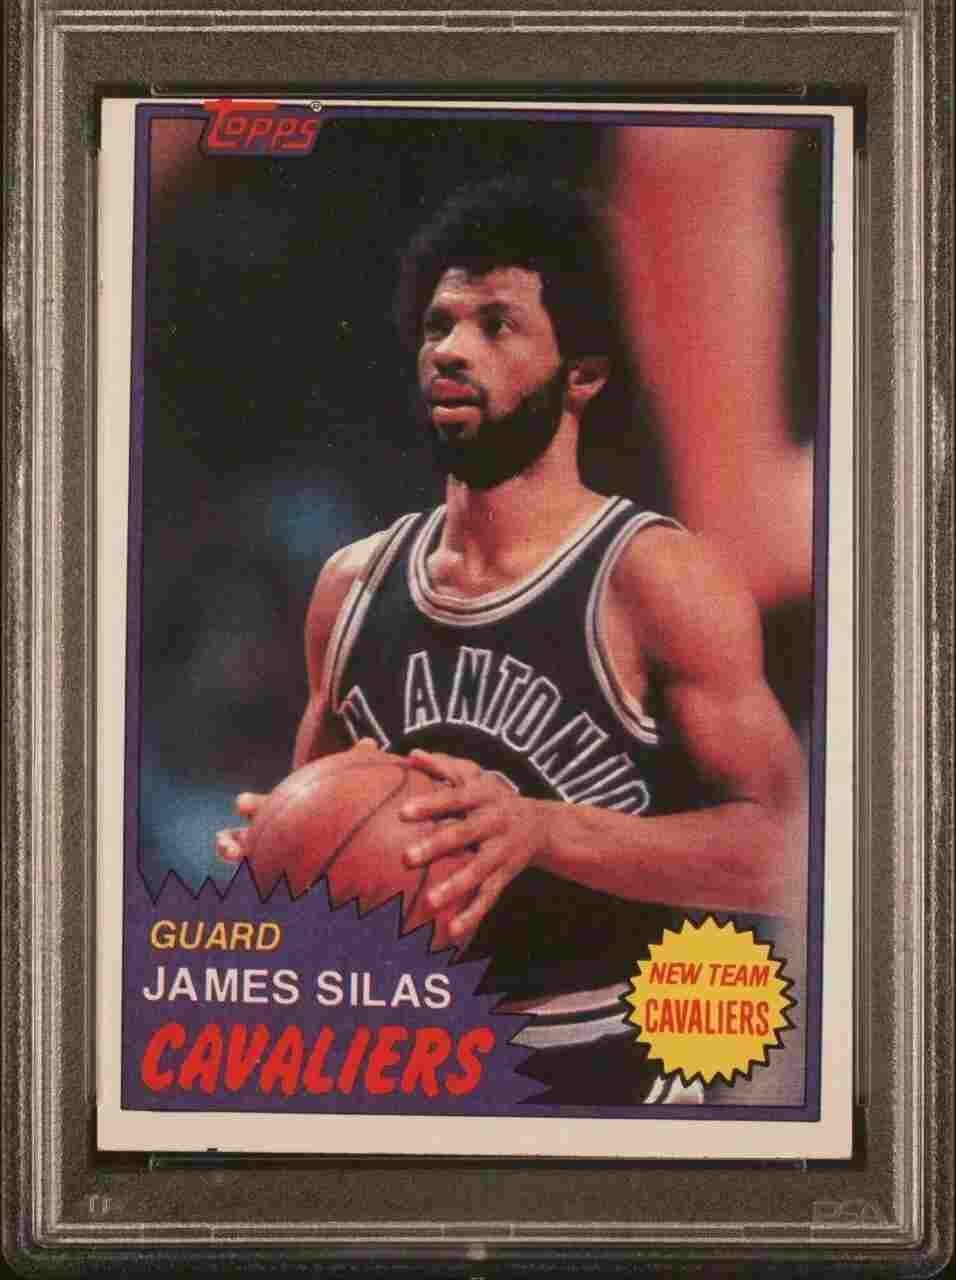 TOPPS®
N ANTONIO
GUARD
JAMES SILAS
CAVALIERS
NEW TEAM
CAVALIERS
PSA